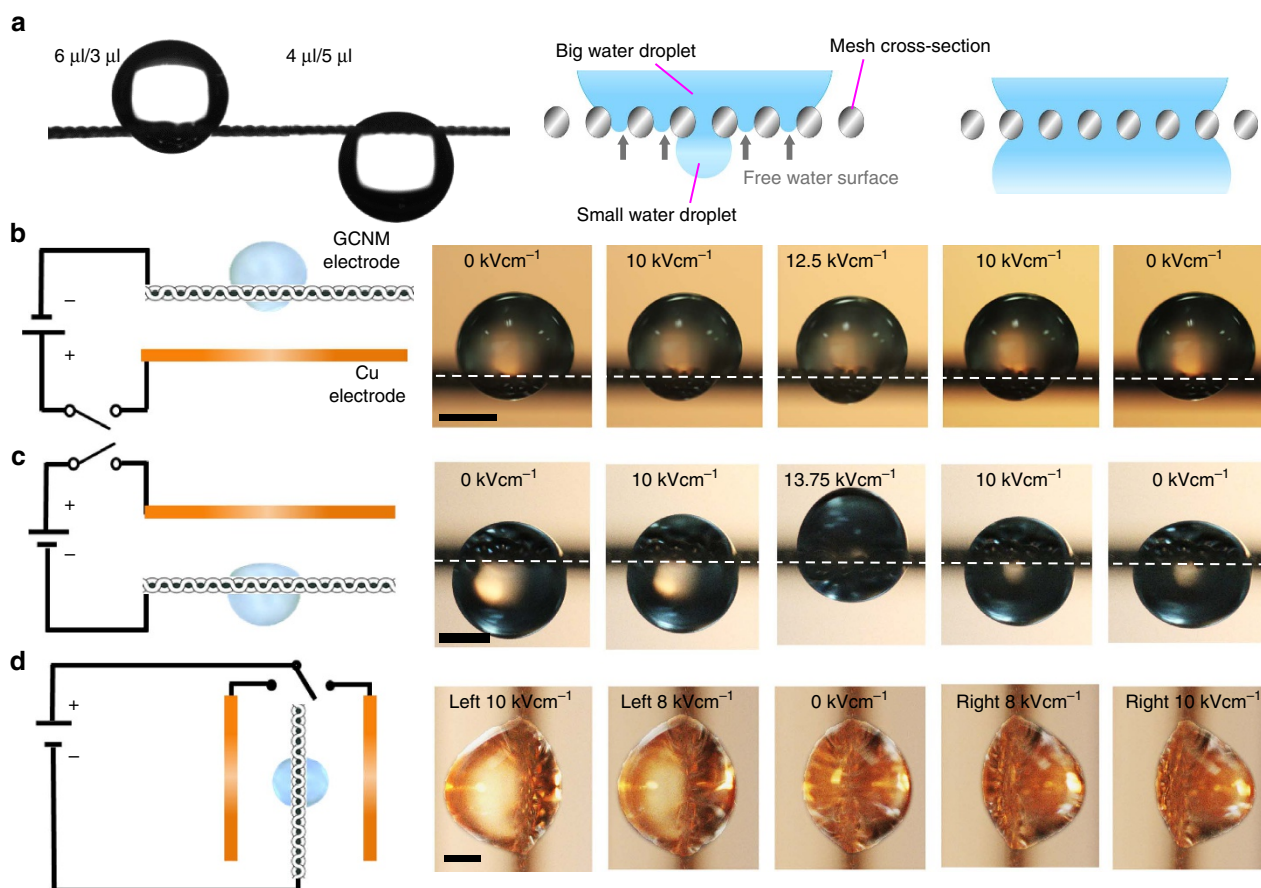 a
6 μl/3 μl
4 μl/5 μl
Big water droplet
Mesh cross-section
Free water surface
Small water droplet
b
GCNM
electrode
−
+
Cu
electrode
0 kVcm⁻¹
10 kVcm⁻¹
12.5 kVcm⁻¹
10 kVcm⁻¹
0 kVcm⁻¹
c
+
−
0 kVcm⁻¹
10 kVcm⁻¹
13.75 kVcm⁻¹
10 kVcm⁻¹
0 kVcm⁻¹
d
+
−
Left 10 kVcm⁻¹
Left 8 kVcm⁻¹
0 kVcm⁻¹
Right 8 kVcm⁻¹
Right 10 kVcm⁻¹